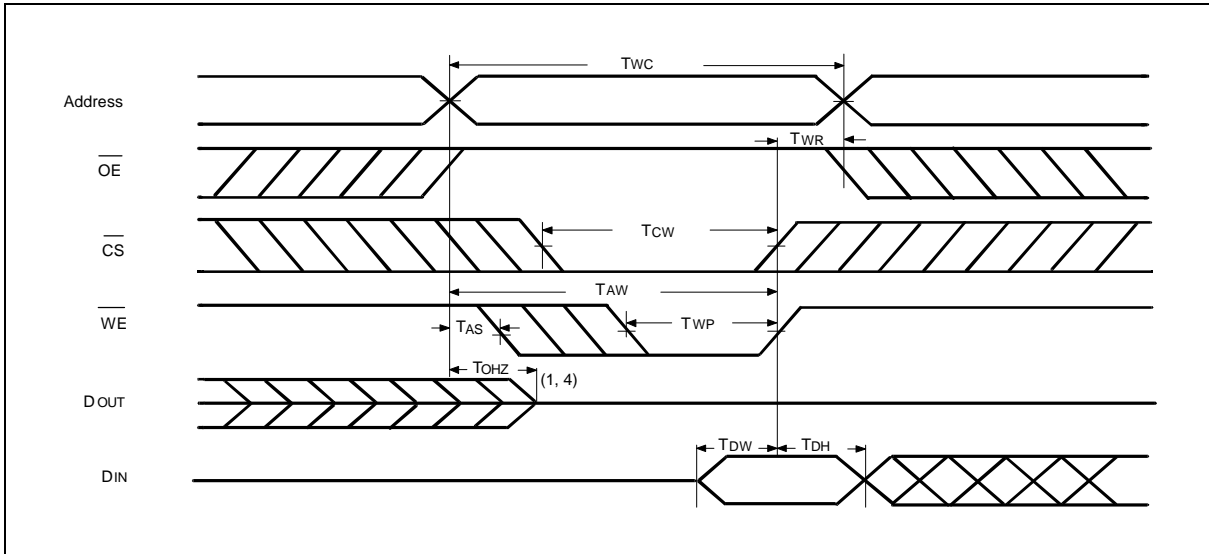 TWC
Address
TWR
OE
TCW
CS
TAW
WE
TAS
TWP
TOHZ
(1, 4)
DOUT
TDW
TDH
DIN